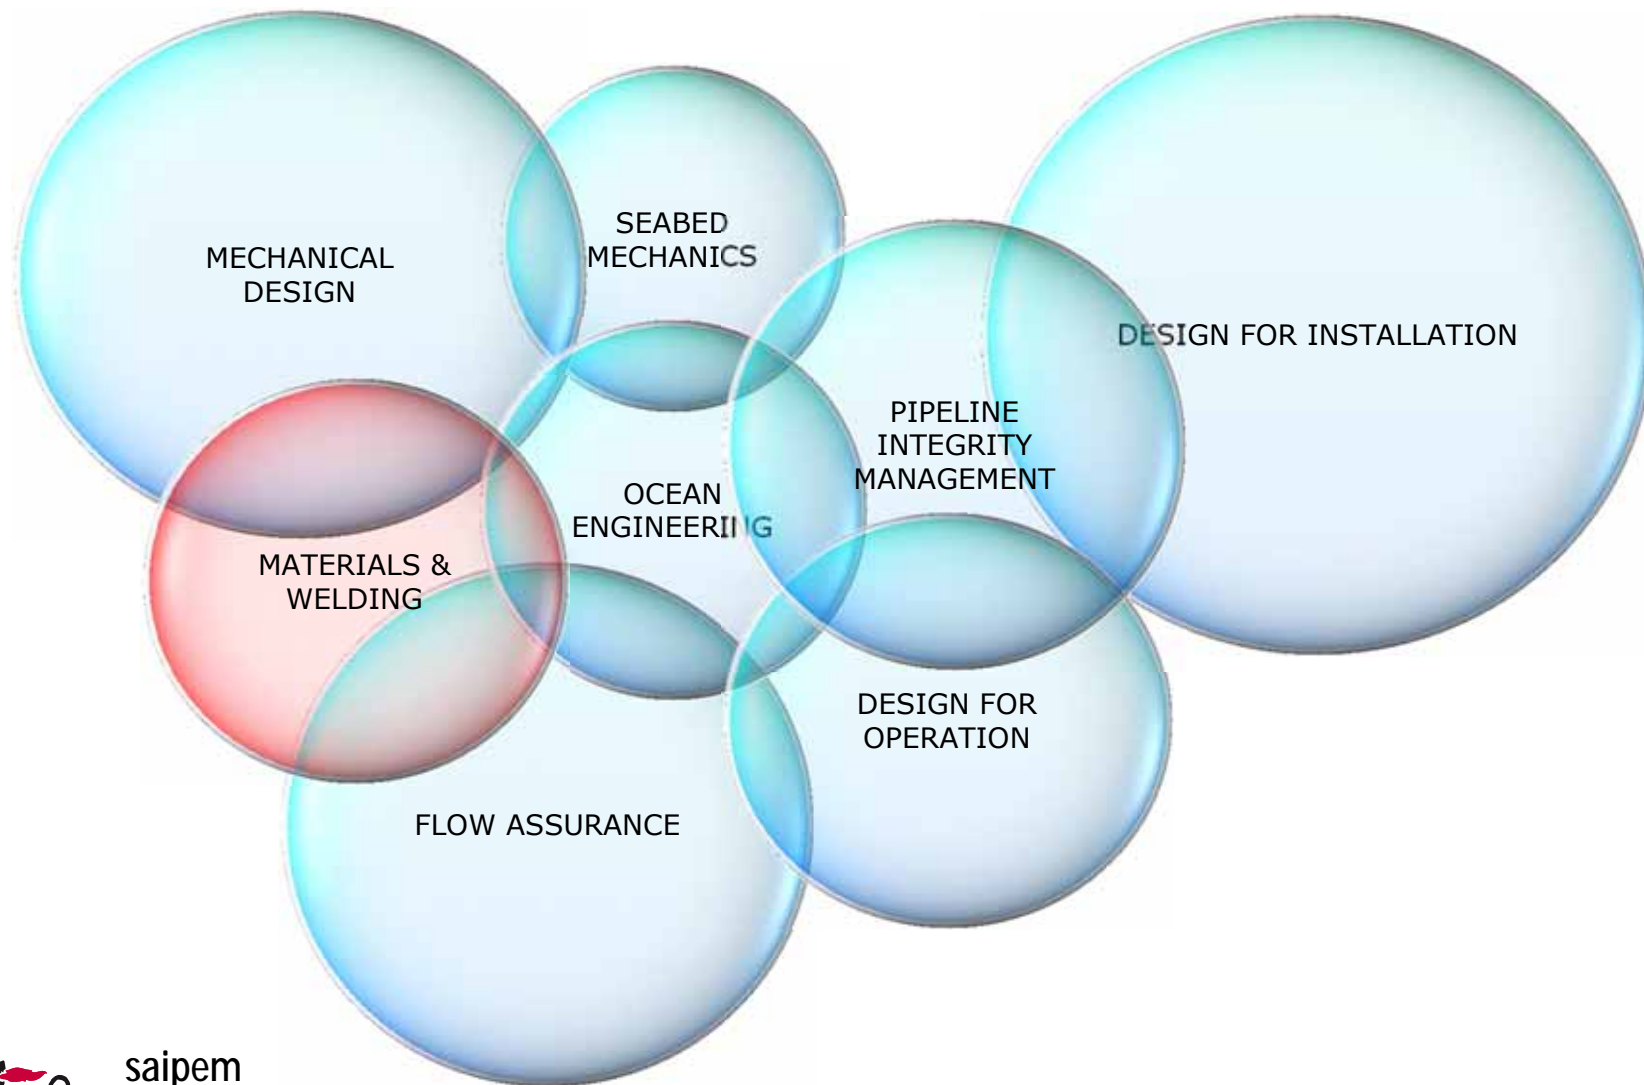 SEABED
MECHANICS
MECHANICAL
DESIGN
DESIGN FOR INSTALLATION
PIPELINE
INTEGRITY
MANAGEMENT
OCEAN
ENGINEERING
MATERIALS &
WELDING
DESIGN FOR
OPERATION
FLOW ASSURANCE
saipem